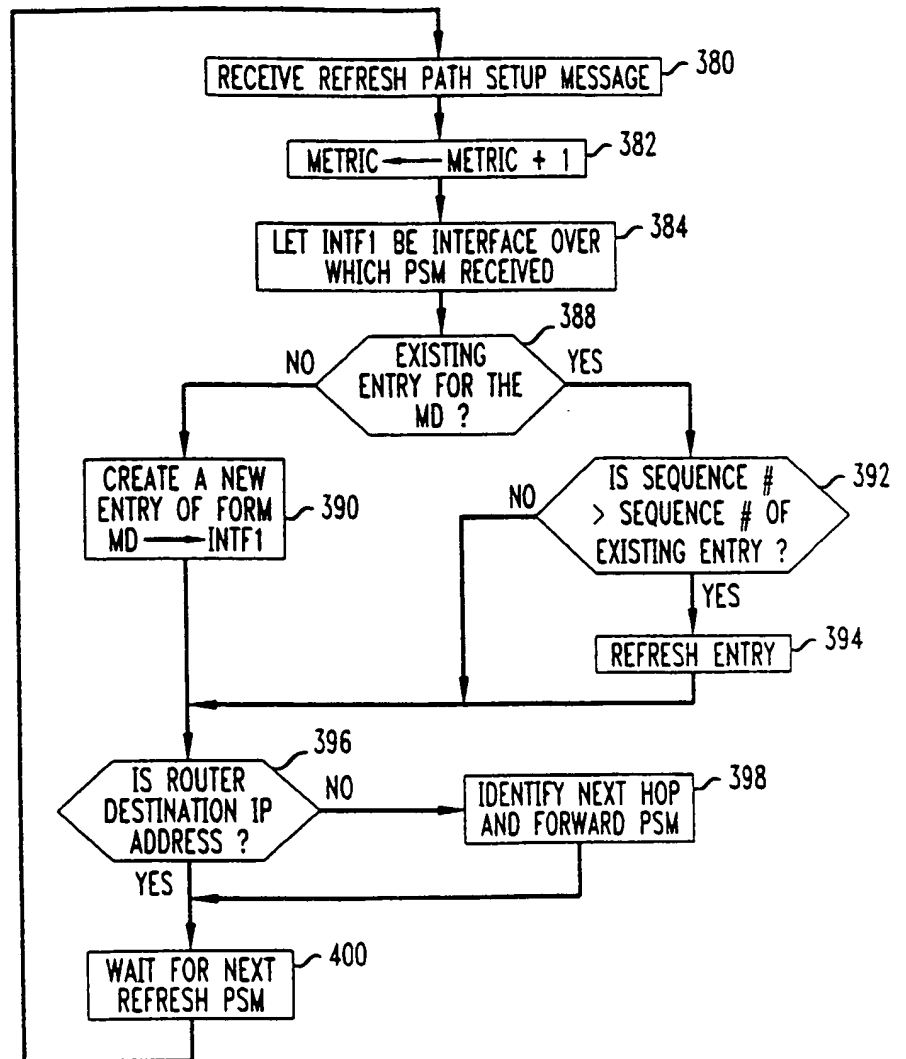 RECEIVE REFRESH PATH SETUP MESSAGE
380
METRIC ← METRIC + 1
382
LET INTF1 BE INTERFACE OVER
WHICH PSM RECEIVED
384
388
EXISTING
ENTRY FOR THE
MD ?
NO
YES
CREATE A NEW
ENTRY OF FORM
MD → INTF1
390
IS SEQUENCE #
> SEQUENCE # OF
EXISTING ENTRY ?
392
NO
YES
REFRESH ENTRY
394
396
IS ROUTER
DESTINATION IP
ADDRESS ?
NO
YES
IDENTIFY NEXT HOP
AND FORWARD PSM
398
WAIT FOR NEXT
REFRESH PSM
400